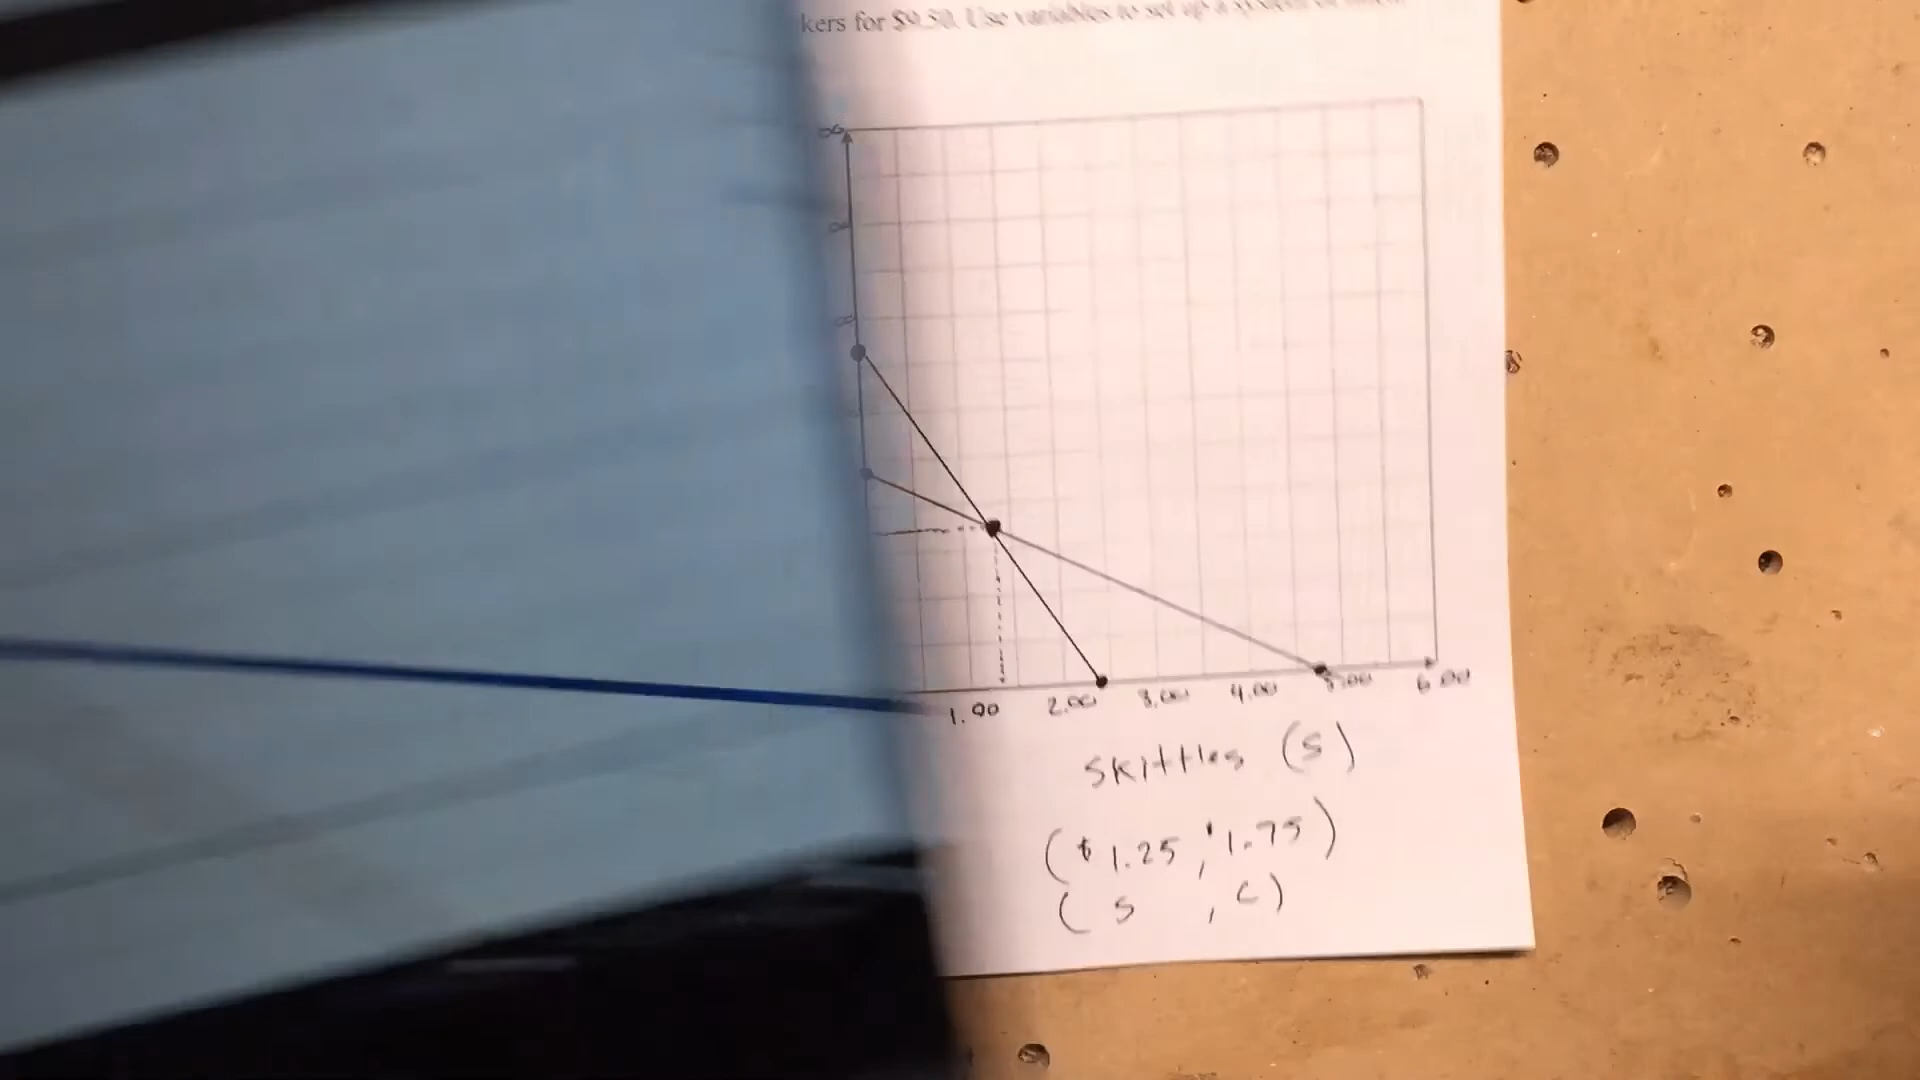 kers for $9.50. Use variables to set up a system of
1.00 2.00 3.00 4.00 5.00 6.00
Skittles (S)
($1.25, $1.75)
(S , C)